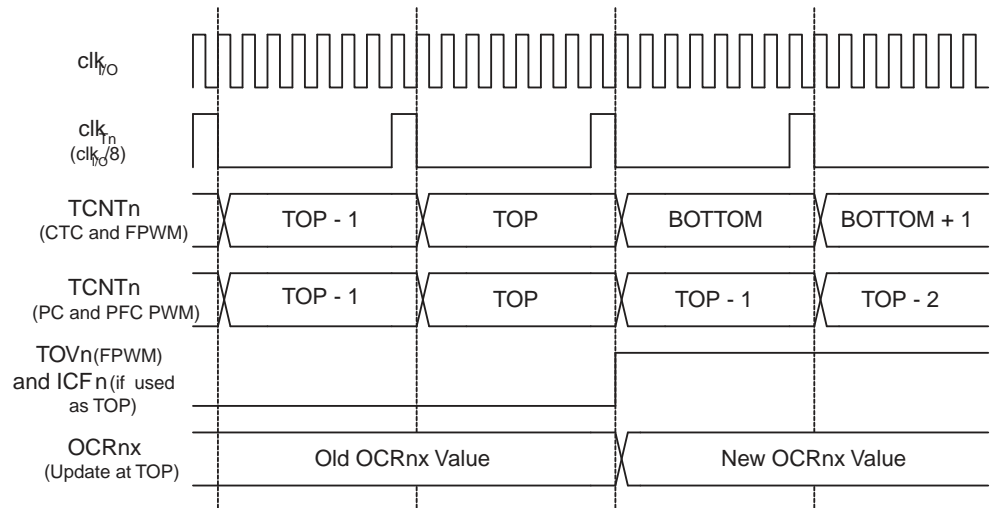 clkI/O
clkTn
(clkI/O/8)
TCNTn
(CTC and FPWM)
TOP - 1
TOP
BOTTOM
BOTTOM + 1
TCNTn
(PC and PFC PWM)
TOP - 1
TOP
TOP - 1
TOP - 2
TOVn(FPWM)
and ICFn(if used
as TOP)
OCRnx
(Update at TOP)
Old OCRnx Value
New OCRnx Value